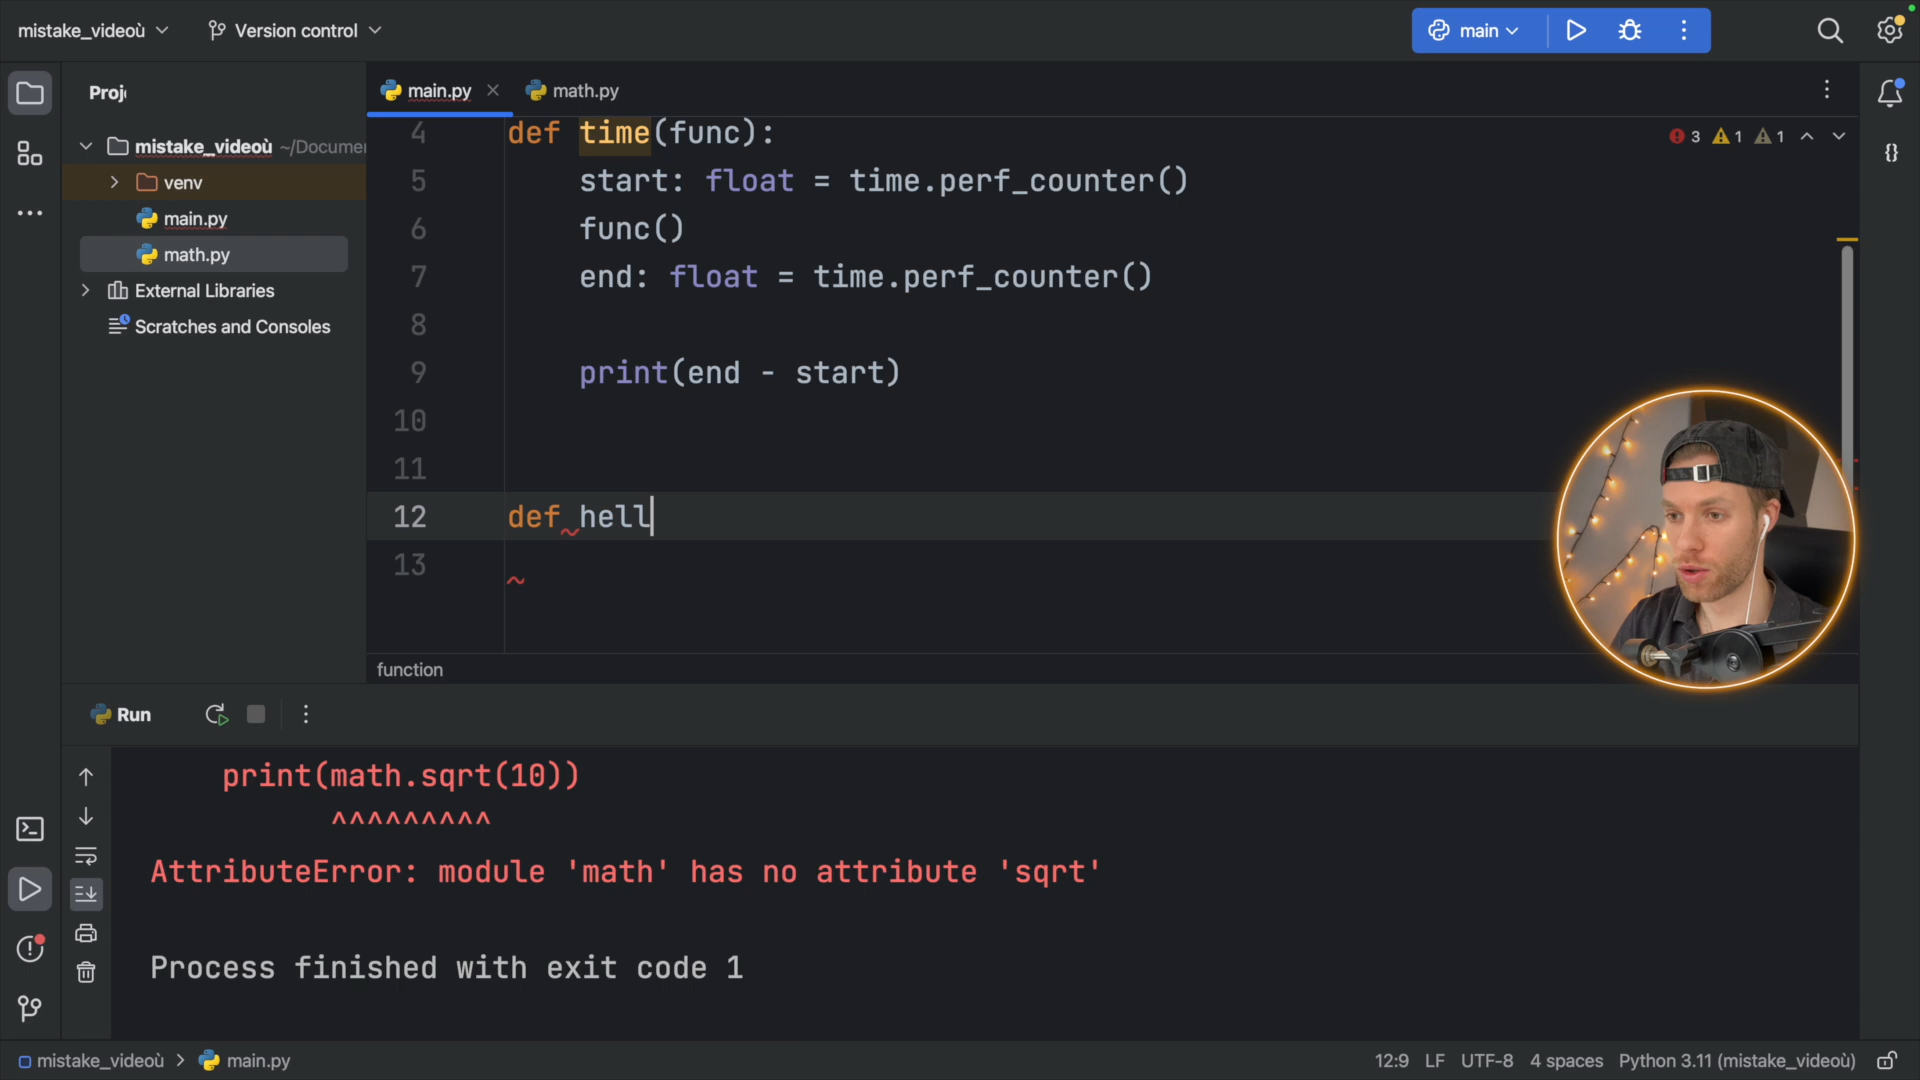 mistake_videoù
Version control
main
Proj
main.py
math.py
mistake_videoù ~/Documer
venv
main.py
math.py
External Libraries
Scratches and Consoles
3 1 1
4 def time(func):
5 start: float = time.perf_counter()
6 func()
7 end: float = time.perf_counter()
8
9 print(end - start)
10
11
12 def hell
13
function
Run
print(math.sqrt(10))
^^^^^^^^^
AttributeError: module 'math' has no attribute 'sqrt'
Process finished with exit code 1
mistake_videoù > main.py
12:9 LF UTF-8 4 spaces Python 3.11 (mistake_videoù)